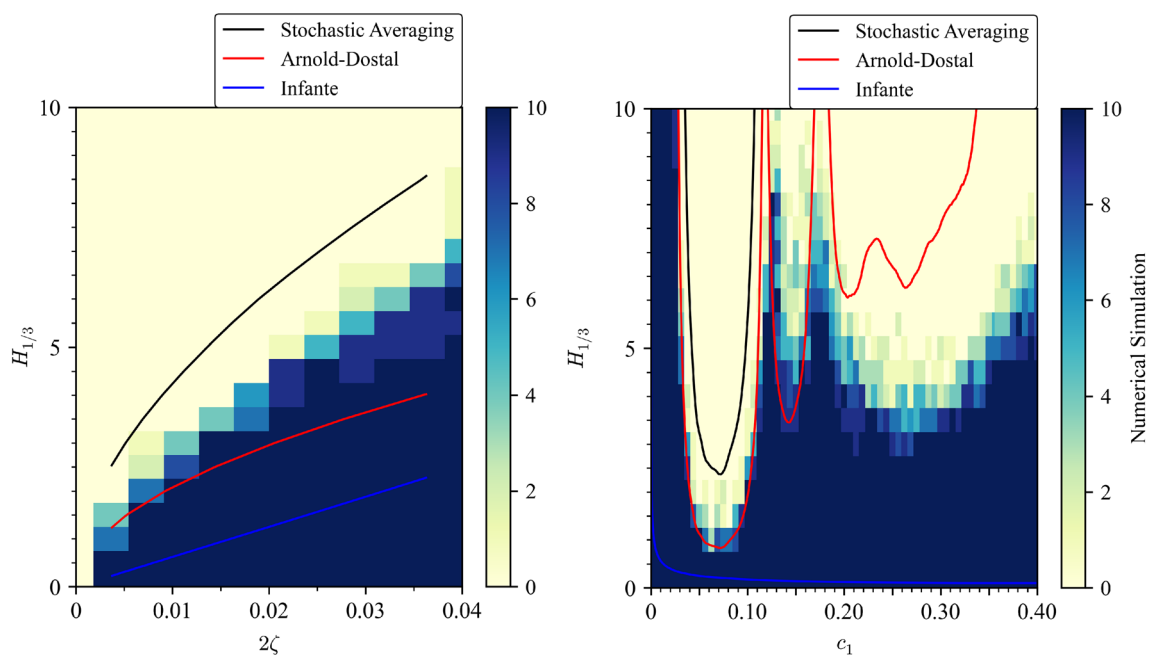 Stochastic Averaging
Arnold-Dostal
Infante
10
5
0
H1/3
0
0.01
0.02
0.03
0.04
2ζ
10
8
6
4
2
0
Stochastic Averaging
Arnold-Dostal
Infante
10
5
0
H1/3
0
0.10
0.20
0.30
0.40
c1
10
8
6
4
2
0
Numerical Simulation